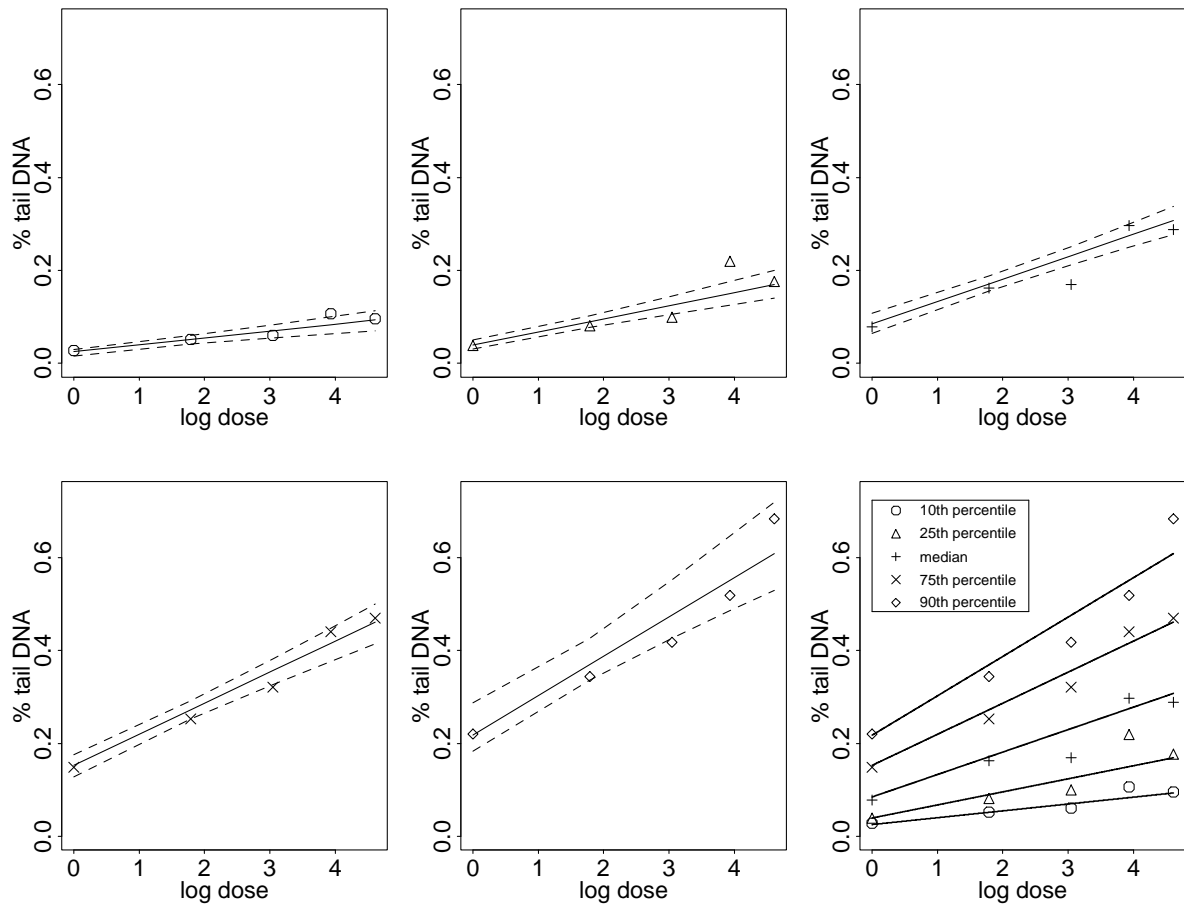 % tail DNA
0.0 0.2 0.4 0.6
0 1 2 3 4
log dose
% tail DNA
0.0 0.2 0.4 0.6
0 1 2 3 4
log dose
% tail DNA
0.0 0.2 0.4 0.6
0 1 2 3 4
log dose
% tail DNA
0.0 0.2 0.4 0.6
0 1 2 3 4
log dose
% tail DNA
0.0 0.2 0.4 0.6
0 1 2 3 4
log dose
% tail DNA
0.0 0.2 0.4 0.6
10th percentile
25th percentile
median
75th percentile
90th percentile
0 1 2 3 4
log dose